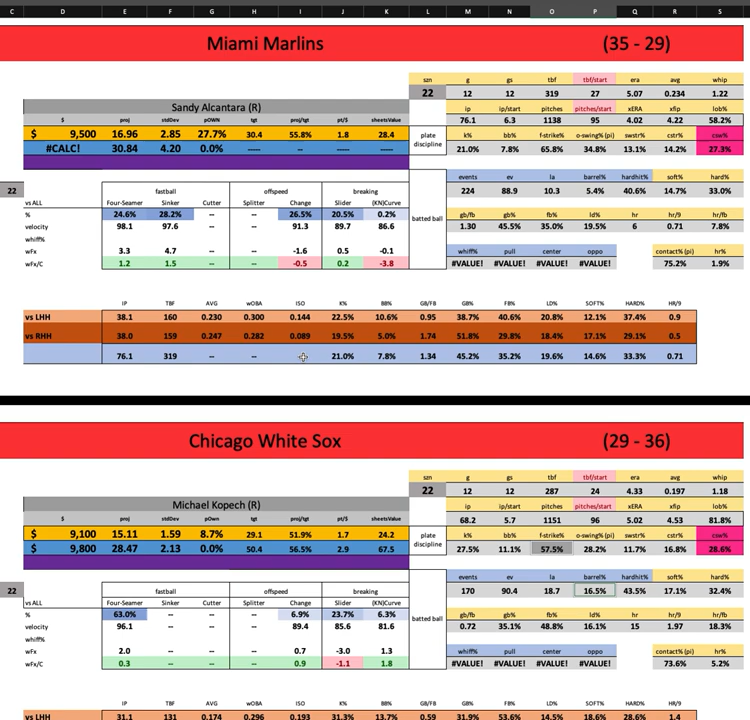 C D E F G H I J K L M N O P Q R S
Miami Marlins (35 - 29)
szn g gs tbf tbf/start era avg whip
22 12 12 319 27 5.07 0.234 1.22
ip ip/start pitches pitches/start xERA xfip lob%
Sandy Alcantara (R) 76.1 6.3 1138 95 4.02 4.22 58.2%
$ proj stdDev pOWN tgt proj/tgt pt/$ sheetsValue
$ 9,500 16.96 2.85 27.7% 30.4 55.8% 1.8 28.4 plate discipline k% bb% f-strike% o-swing% (pi) swstr% cstr% csw%
#CALC! 30.84 4.20 0.0% ---- -- ----- ---- 21.0% 7.8% 65.8% 34.8% 13.1% 14.2% 27.3%
events ev la barrel% hardhit% soft% hard%
22 fastball offspeed breaking 224 88.9 10.3 5.4% 40.6% 14.7% 33.0%
vs ALL Four-Seamer Sinker Cutter Splitter Change Slider (KN)Curve
% 24.6% 28.2% -- -- 26.5% 20.5% 0.2% batted ball gb/fb gb% fb% ld% hr hr/9 hr/fb
velocity 98.1 97.6 -- -- 91.3 89.7 86.6 1.30 45.5% 35.0% 19.5% 6 0.71 7.8%
whiff%
wFx 3.3 4.7 -- -- -1.6 0.5 -0.1 whiff% pull center oppo contact% (pi) hr%
wFx/C 1.2 1.5 -- -- -0.5 0.2 -3.8 #VALUE! #VALUE! #VALUE! #VALUE! 75.2% 1.9%
IP TBF AVG wOBA ISO K% BB% GB/FB GB% FB% LD% SOFT% HARD% HR/9
vs LHH 38.1 160 0.230 0.300 0.144 22.5% 10.6% 0.95 38.7% 40.6% 20.8% 12.1% 37.4% 0.9
vs RHH 38.0 159 0.247 0.282 0.089 19.5% 5.0% 1.74 51.8% 29.8% 18.4% 17.1% 29.1% 0.5
76.1 319 -- -- 21.0% 7.8% 1.34 45.2% 35.2% 19.6% 14.6% 33.3% 0.71
Chicago White Sox (29 - 36)
szn g gs tbf tbf/start era avg whip
22 12 12 287 24 4.33 0.197 1.18
ip ip/start pitches pitches/start xERA xfip lob%
Michael Kopech (R) 68.2 5.7 1151 96 5.02 4.53 81.8%
$ proj stdDev pOwn tgt proj/tgt pt/$ sheetsValue
$ 9,100 15.11 1.59 8.7% 29.1 51.9% 1.7 24.2 plate discipline k% bb% f-strike% o-swing% (pi) swstr% cstr% csw%
$ 9,800 28.47 2.13 0.0% 50.4 56.5% 2.9 67.5 27.5% 11.1% 57.5% 28.2% 11.7% 16.8% 28.6%
events ev la barrel% hardhit% soft% hard%
22 fastball offspeed breaking 170 90.4 18.7 16.5% 43.5% 17.1% 32.4%
vs ALL Four-Seamer Sinker Cutter Splitter Change Slider (KN)Curve
% 63.0% -- -- -- 6.9% 23.7% 6.3% batted ball gb/fb gb% fb% ld% hr hr/9 hr/fb
velocity 96.1 -- -- -- 89.4 85.6 81.6 0.72 35.1% 48.8% 16.1% 15 1.97 18.3%
whiff%
wFx 2.0 -- -- -- 0.7 -3.0 1.3 whiff% pull center oppo contact% (pi) hr%
wFx/C 0.3 -- -- -- 0.9 -1.1 1.8 #VALUE! #VALUE! #VALUE! #VALUE! 73.6% 5.2%
IP TBF AVG wOBA ISO K% BB% GB/FB GB% FB% LD% SOFT% HARD% HR/9
vs LHH 31.1 131 0.174 0.296 0.193 31.3% 13.7% 0.59 31.9% 53.6% 14.5% 18.6% 28.6% 1.4